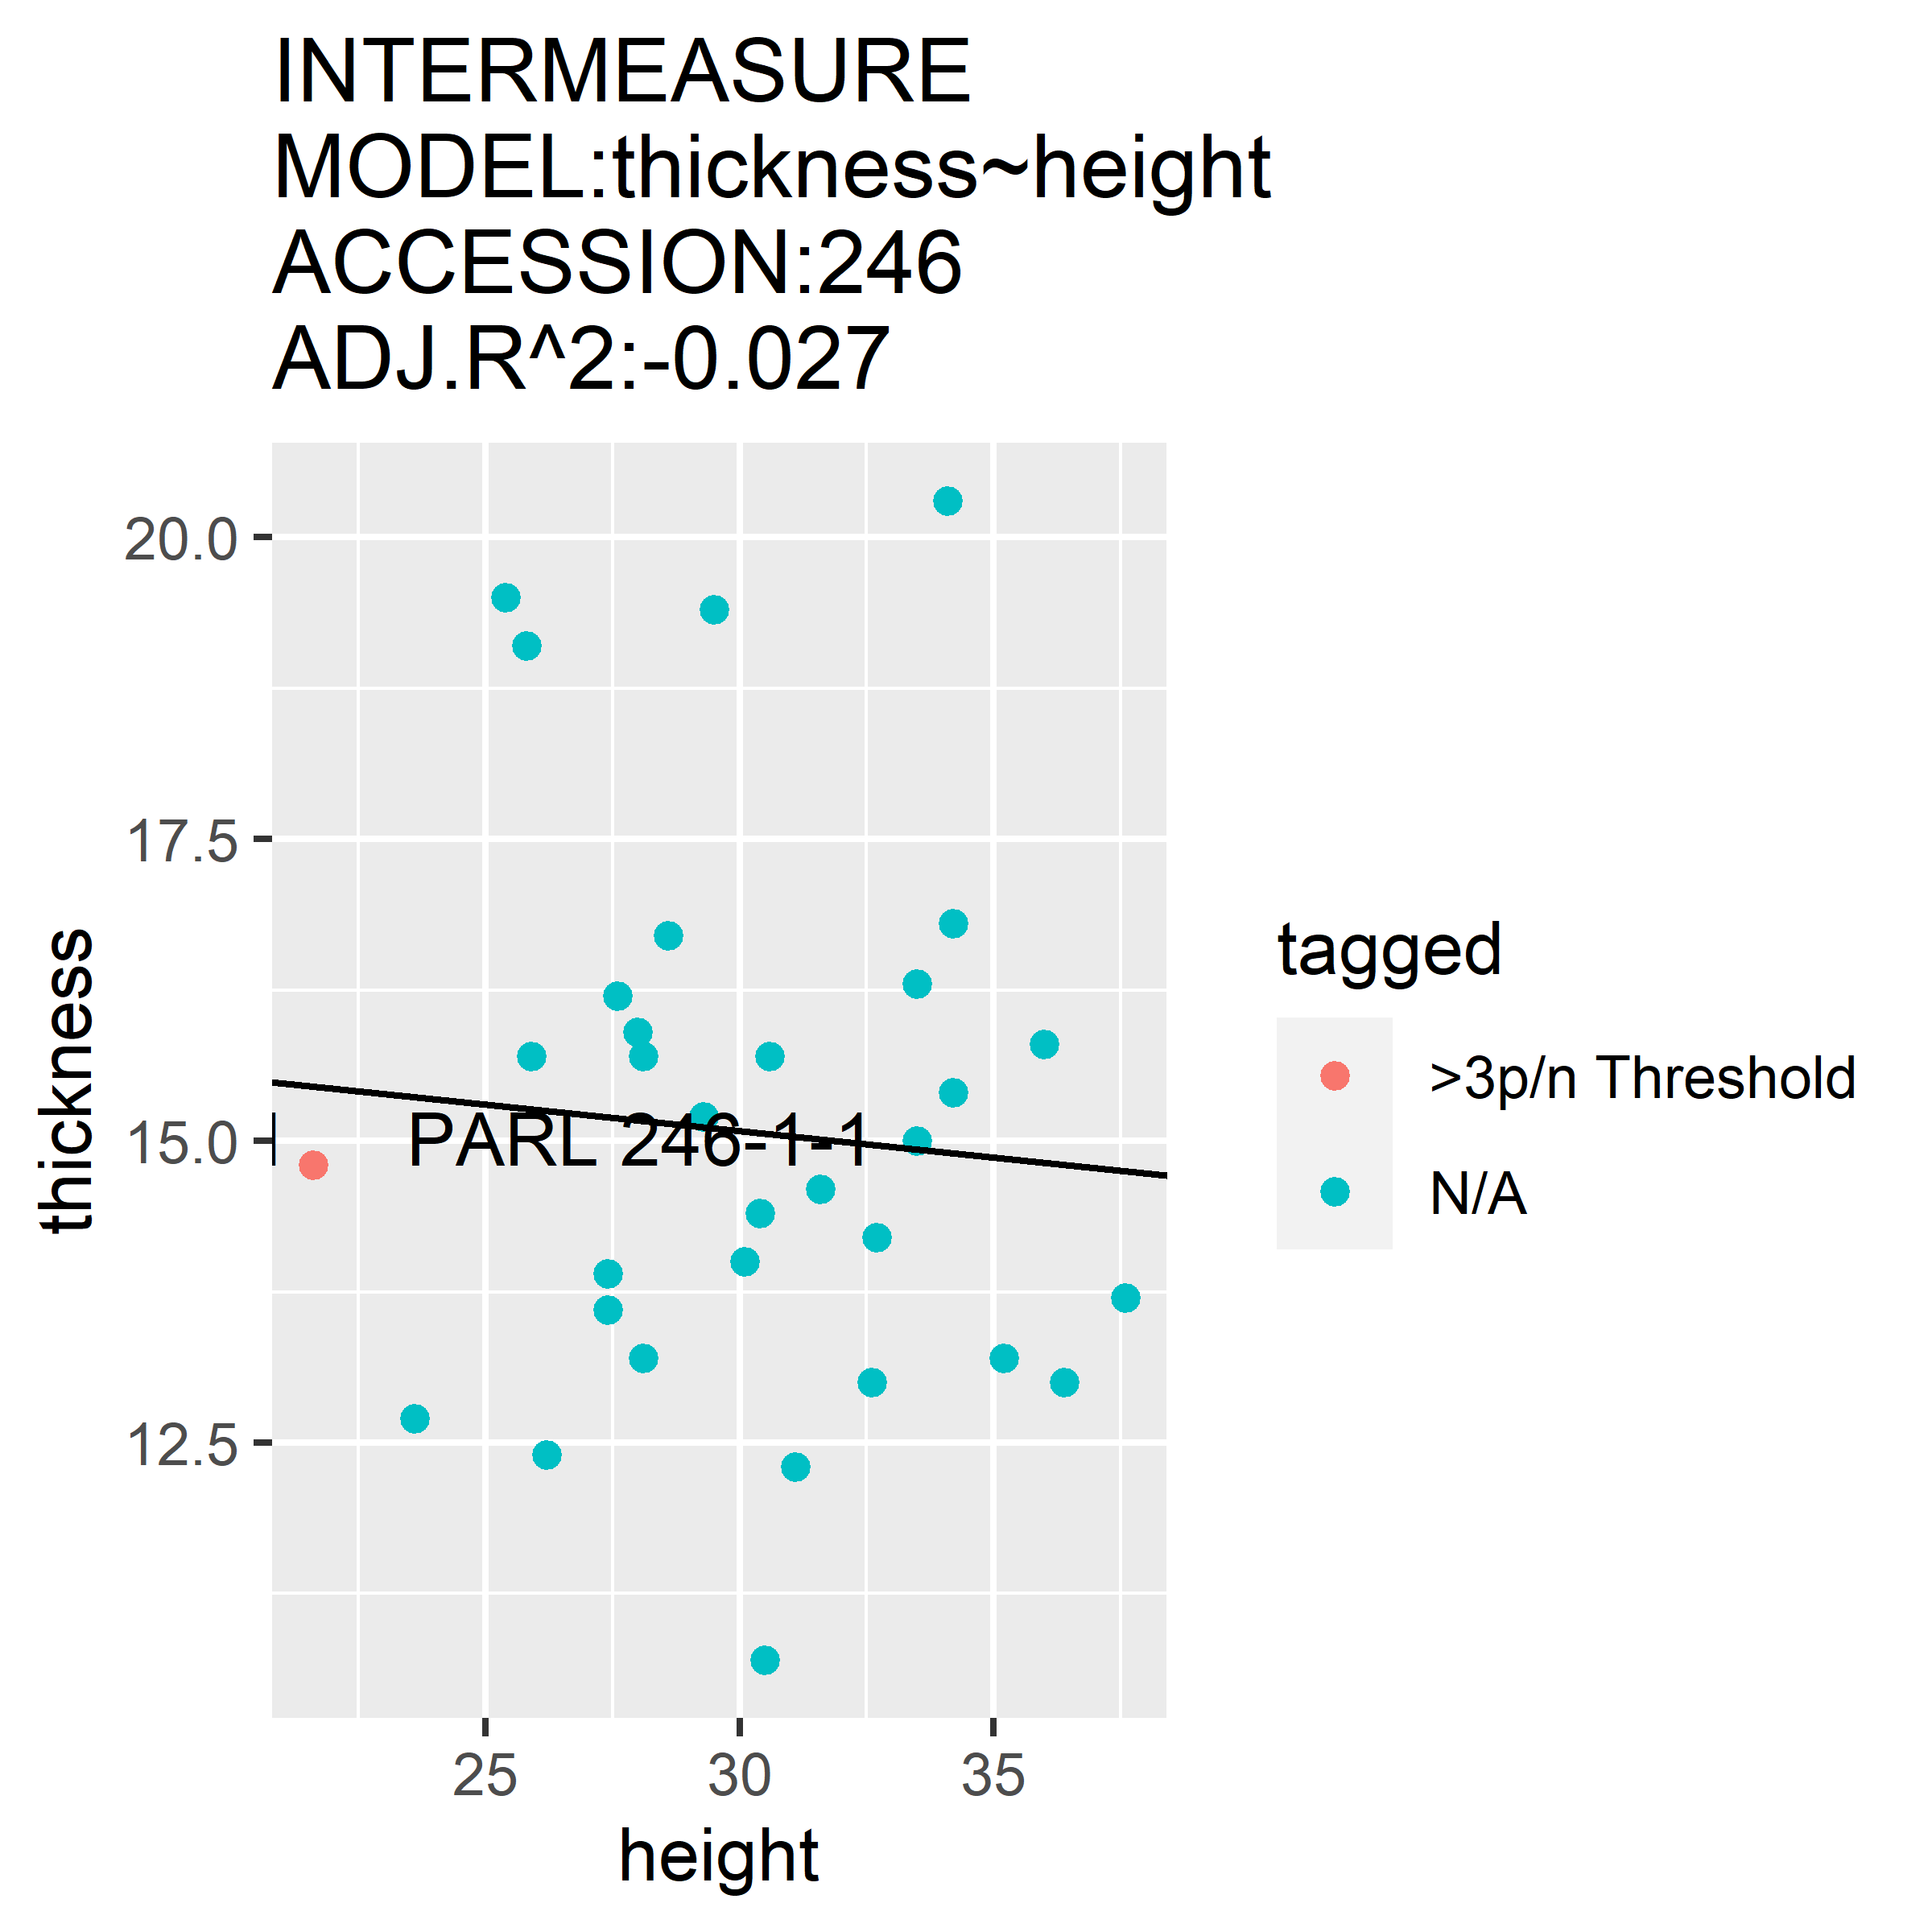 INTERMEASURE
MODEL:thickness~height
ACCESSION:246
ADJ.R^2:-0.027
20.0
17.5
15.0
12.5
thickness
PARL 246-1-1
25
30
35
height
tagged
>3p/n Threshold
N/A